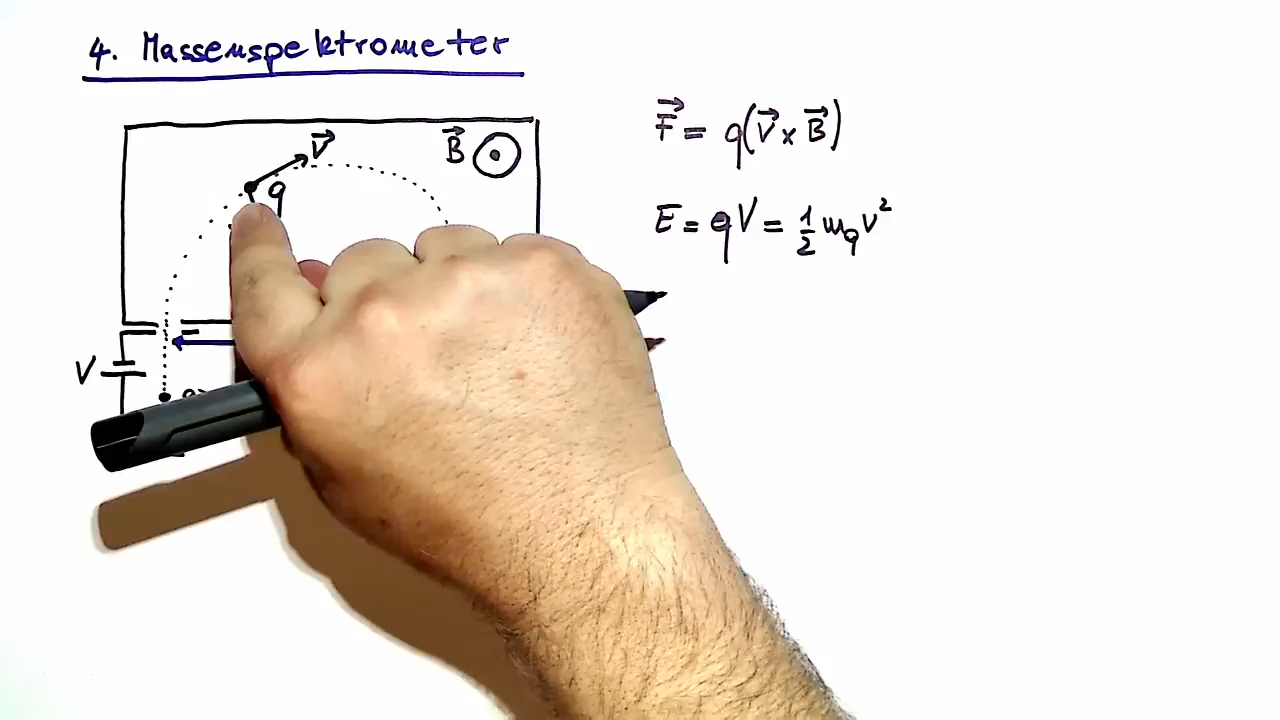 4. Massenspektrometer
V⃗
B⃗
q
V
F⃗ = q(V⃗ x B⃗)
E = qV = 1/2 m_q v²